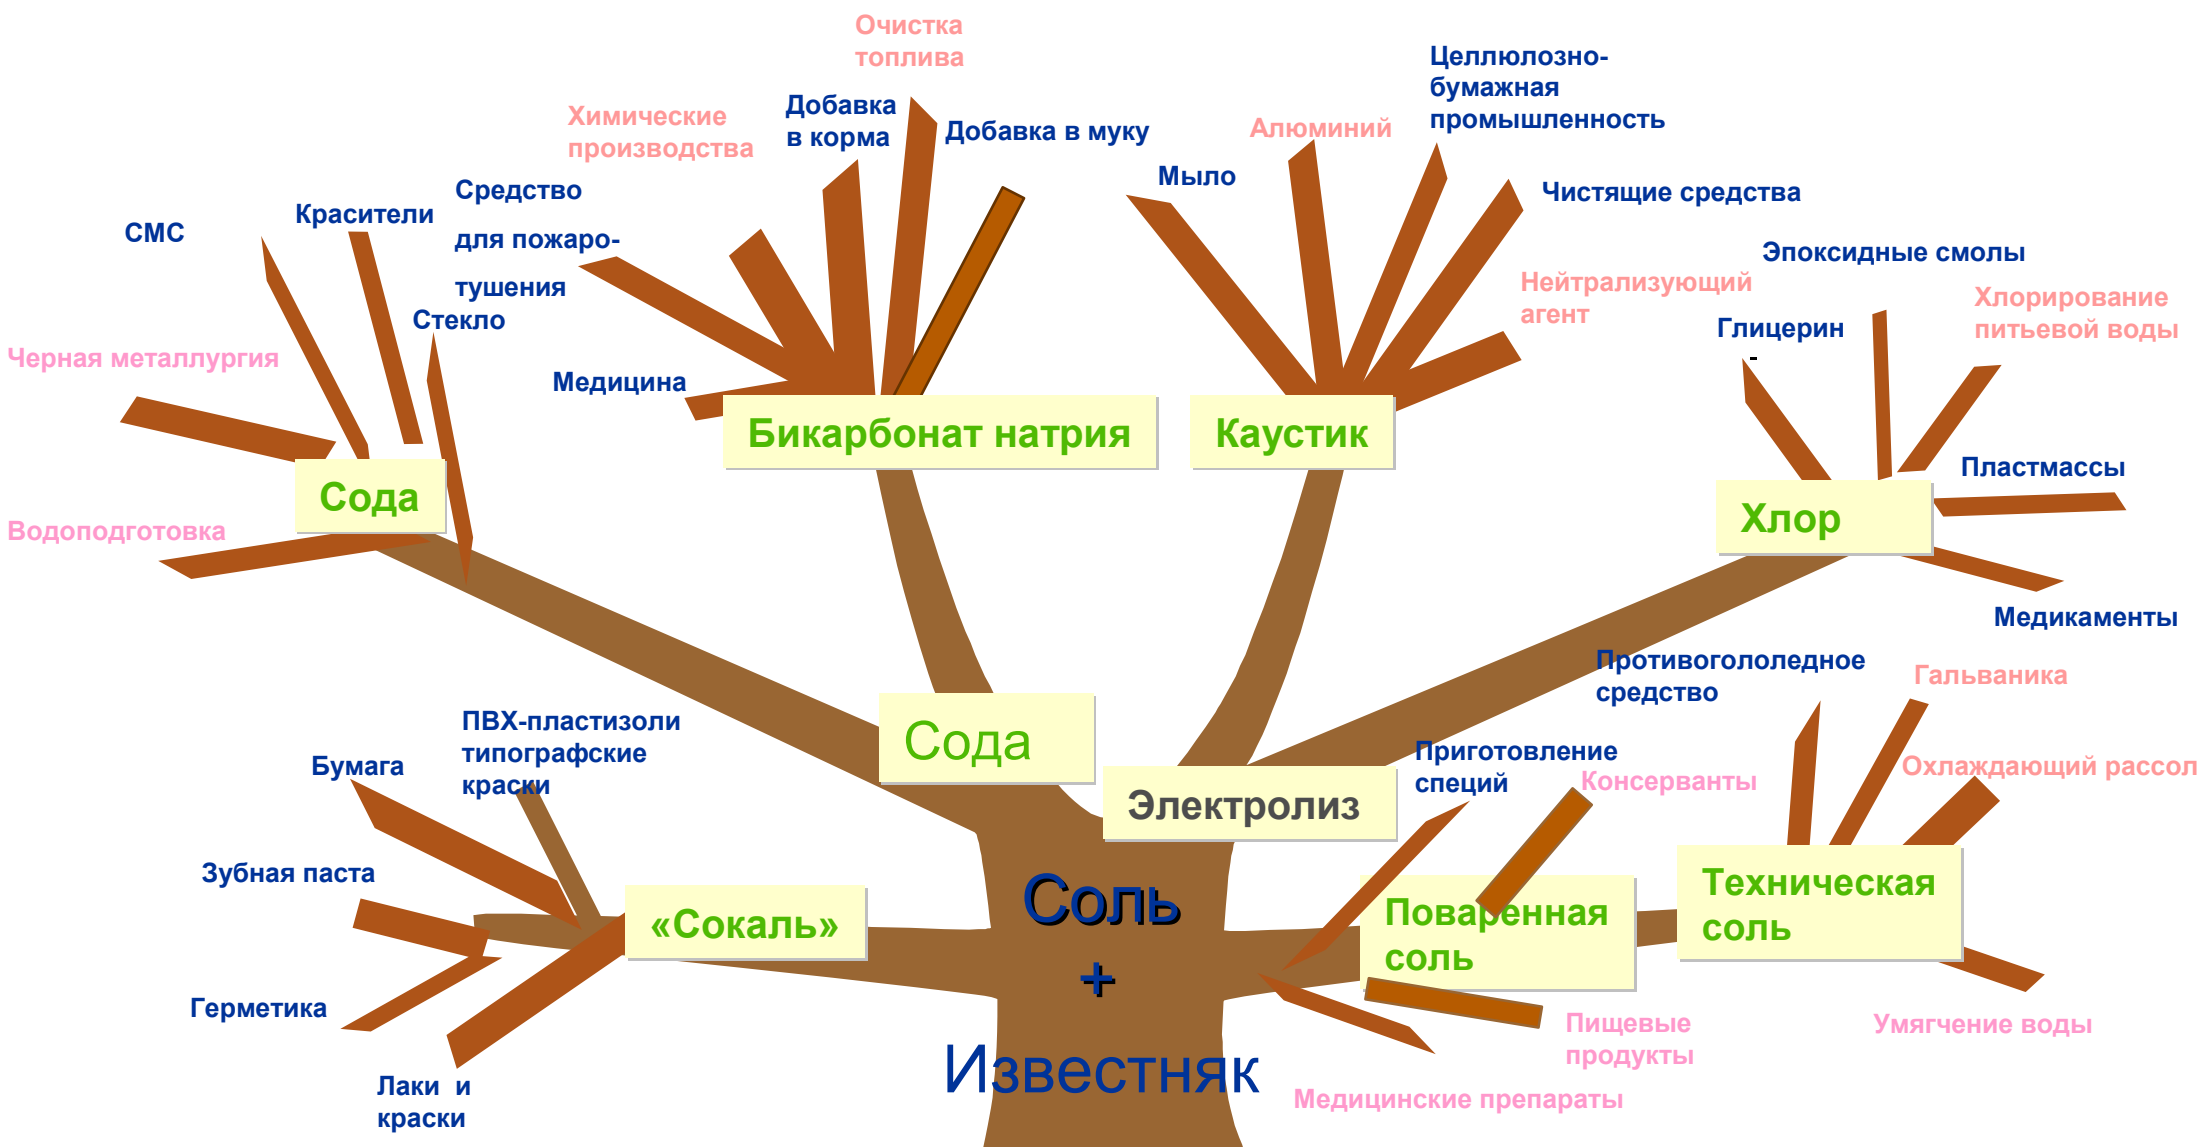 Очистка
топлива
Химические
производства
Добавка
в корма
Добавка в муку
Средство
для пожаро-
тушения
Медицина
Бикарбонат натрия
СМС
Красители
Стекло
Черная металлургия
Водоподготовка
Сода
Целлюлозно-
бумажная
промышленность
Алюминий
Мыло
Чистящие средства
Нейтрализующий
агент
Каустик
Эпоксидные смолы
Хлорирование
питьевой воды
Глицерин
-
Пластмассы
Хлор
Медикаменты
Сода
Электролиз
Противогололедное
средство
Гальваника
Охлаждающий рассол
Техническая
соль
Умягчение воды
Приготовление
специй
Консерванты
Поваренная
соль
Пищевые
продукты
Медицинские препараты
ПВХ-пластизоли
типографские
краски
Бумага
Зубная паста
«Сокаль»
Герметика
Лаки и
краски
Соль
+
Известняк